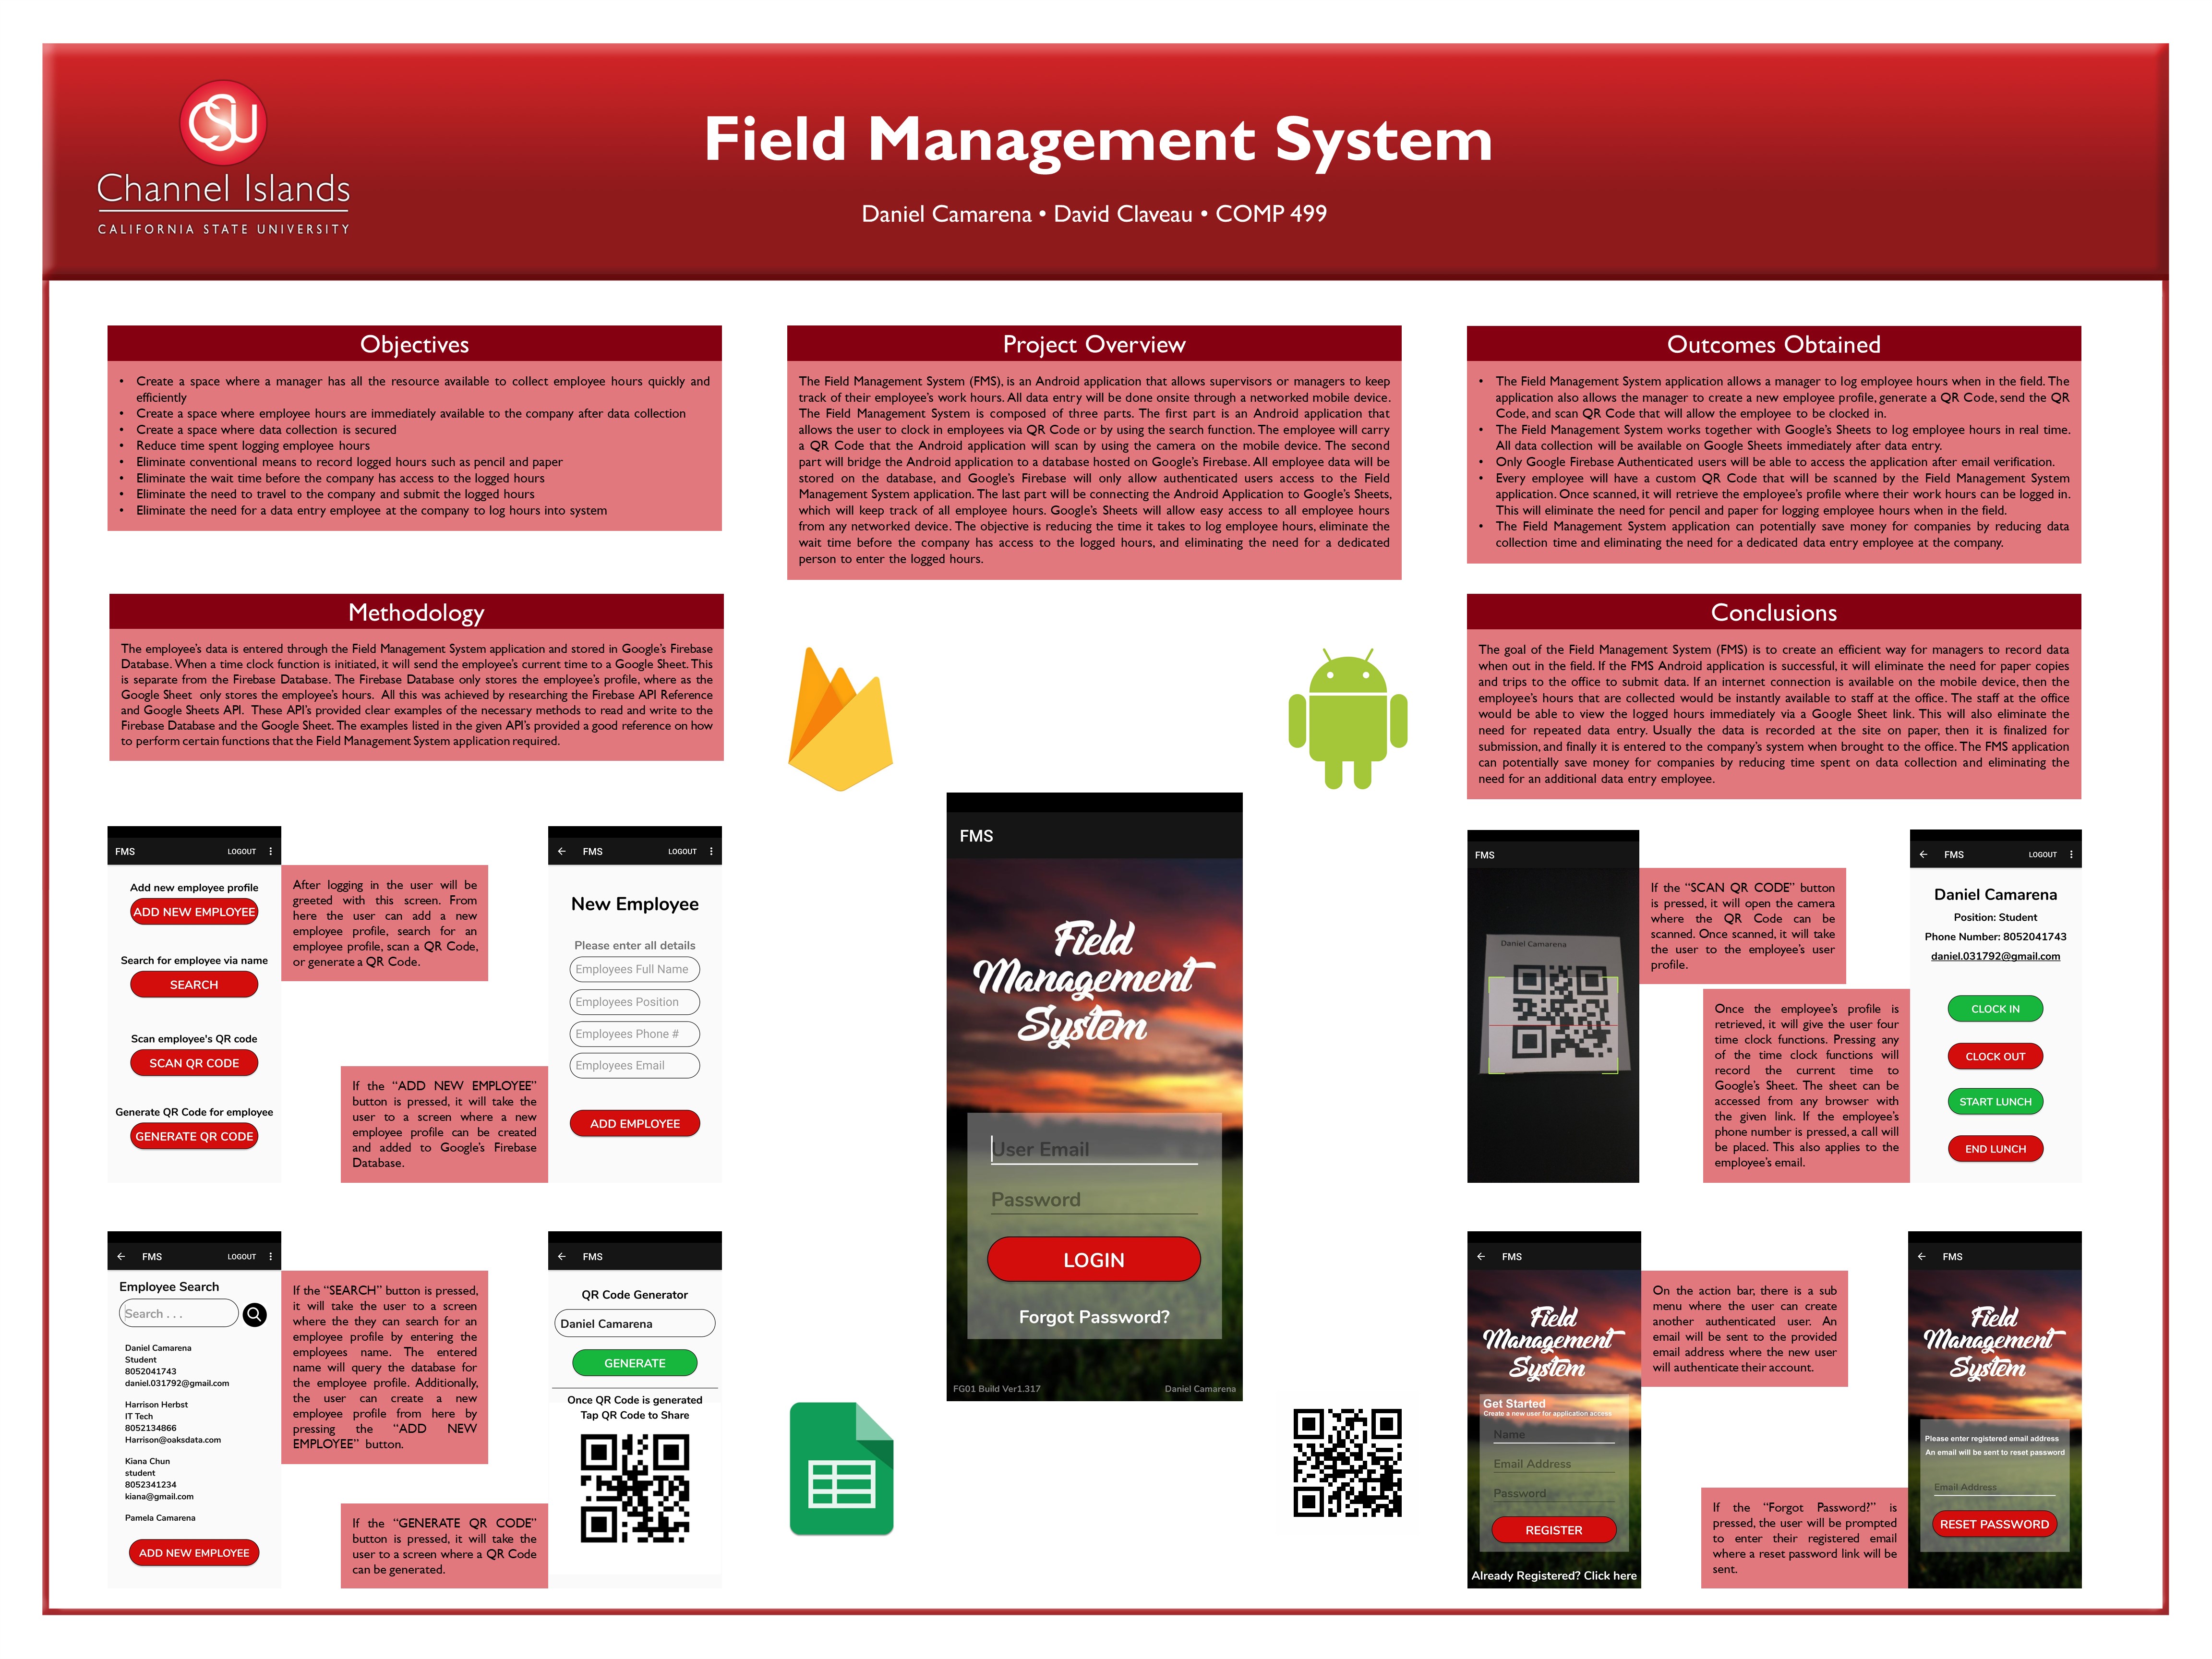 CSU
Channel Islands
CALIFORNIA STATE UNIVERSITY
Field Management System
Daniel Camarena • David Claveau • COMP 499
Objectives
• Create a space where a manager has all the resource available to collect employee hours quickly and
efficiently
• Create a space where employee hours are immediately available to the company after data collection
• Create a space where data collection is secured
• Reduce time spent logging employee hours
• Eliminate conventional means to record logged hours such as pencil and paper
• Eliminate the wait time before the company has access to the logged hours
• Eliminate the need to travel to the company and submit the logged hours
• Eliminate the need for a data entry employee at the company to log hours into system
Methodology
The employee's data is entered through the Field Management System application and stored in Google's Firebase
Database. When a time clock function is initiated, it will send the employee's current time to a Google Sheet. This
is separate from the Firebase Database. The Firebase Database only stores the employee's profile, where as the
Google Sheet only stores the employee's hours. All this was achieved by researching the Firebase API Reference
and Google Sheets API. These API's provided clear examples of the necessary methods to read and write to the
Firebase Database and the Google Sheet. The examples listed in the given API's provided a good reference on how
to perform certain functions that the Field Management System application required.
FMS LOGOUT
Add new employee profile
ADD NEW EMPLOYEE
Search for employee via name
SEARCH
Scan employee's QR code
SCAN QR CODE
Generate QR Code for employee
GENERATE QR CODE
After logging in the user will be
greeted with this screen. From
here the user can add a new
employee profile, search for an
employee profile, scan a QR Code,
or generate a QR Code.
If the “ADD NEW EMPLOYEE”
button is pressed, it will take the
user to a screen where a new
employee profile can be created
and added to Google's Firebase
Database.
FMS LOGOUT
New Employee
Please enter all details
Employees Full Name
Employees Position
Employees Phone #
Employees Email
ADD EMPLOYEE
FMS LOGOUT
Employee Search
Search . . .
Daniel Camarena
Student
8052041743
daniel.031792@gmail.com
Harrison Herbst
IT Tech
8052134866
Harrison@oaksdata.com
Kiana Chun
student
8052341234
kiana@gmail.com
Pamela Camarena
ADD NEW EMPLOYEE
If the “SEARCH” button is pressed,
it will take the user to a screen
where the they can search for an
employee profile by entering the
employees name. The entered
name will query the database for
the employee profile. Additionally,
the user can create a new
employee profile from here by
pressing the “ADD NEW
EMPLOYEE” button.
If the “GENERATE QR CODE”
button is pressed, it will take the
user to a screen where a QR Code
can be generated.
FMS
QR Code Generator
Daniel Camarena
GENERATE
Once QR Code is generated
Tap QR Code to Share
Project Overview
The Field Management System (FMS), is an Android application that allows supervisors or managers to keep
track of their employee's work hours. All data entry will be done onsite through a networked mobile device.
The Field Management System is composed of three parts. The first part is an Android application that
allows the user to clock in employees via QR Code or by using the search function. The employee will carry
a QR Code that the Android application will scan by using the camera on the mobile device. The second
part will bridge the Android application to a database hosted on Google's Firebase. All employee data will be
stored on the database, and Google's Firebase will only allow authenticated users access to the Field
Management System application. The last part will be connecting the Android Application to Google's Sheets,
which will keep track of all employee hours. Google's Sheets will allow easy access to all employee hours
from any networked device. The objective is reducing the time it takes to log employee hours, eliminate the
wait time before the company has access to the logged hours, and eliminating the need for a dedicated
person to enter the logged hours.
FMS
Field
Management
System
User Email
Password
LOGIN
Forgot Password?
FG01 Build Ver1.317 Daniel Camarena
Outcomes Obtained
• The Field Management System application allows a manager to log employee hours when in the field. The
application also allows the manager to create a new employee profile, generate a QR Code, send the QR
Code, and scan QR Code that will allow the employee to be clocked in.
• The Field Management System works together with Google's Sheets to log employee hours in real time.
All data collection will be available on Google Sheets immediately after data entry.
• Only Google Firebase Authenticated users will be able to access the application after email verification.
• Every employee will have a custom QR Code that will be scanned by the Field Management System
application. Once scanned, it will retrieve the employee's profile where their work hours can be logged in.
This will eliminate the need for pencil and paper for logging employee hours when in the field.
• The Field Management System application can potentially save money for companies by reducing data
collection time and eliminating the need for a dedicated data entry employee at the company.
Conclusions
The goal of the Field Management System (FMS) is to create an efficient way for managers to record data
when out in the field. If the FMS Android application is successful, it will eliminate the need for paper copies
and trips to the office to submit data. If an internet connection is available on the mobile device, then the
employee's hours that are collected would be instantly available to staff at the office. The staff at the office
would be able to view the logged hours immediately via a Google Sheet link. This will also eliminate the
need for repeated data entry. Usually the data is recorded at the site on paper, then it is finalized for
submission, and finally it is entered to the company's system when brought to the office. The FMS application
can potentially save money for companies by reducing time spent on data collection and eliminating the
need for an additional data entry employee.
FMS
Daniel Camarena
If the “SCAN QR CODE” button
is pressed, it will open the camera
where the QR Code can be
scanned. Once scanned, it will take
the user to the employee's user
profile.
Once the employee's profile is
retrieved, it will give the user four
time clock functions. Pressing any
of the time clock functions will
record the current time to
Google's Sheet. The sheet can be
accessed from any browser with
the given link. If the employee's
phone number is pressed, a call will
be placed. This also applies to the
employee's email.
FMS LOGOUT
Daniel Camarena
Position: Student
Phone Number: 8052041743
daniel.031792@gmail.com
CLOCK IN
CLOCK OUT
START LUNCH
END LUNCH
FMS
Field
Management
System
Get Started
Create a new user for application access
Name
Email Address
Password
REGISTER
Already Registered? Click here
On the action bar, there is a sub
menu where the user can create
another authenticated user. An
email will be sent to the provided
email address where the new user
will authenticate their account.
If the “Forgot Password?” is
pressed, the user will be prompted
to enter their registered email
where a reset password link will be
sent.
FMS
Field
Management
System
Please enter registered email address
An email will be sent to reset password
Email Address
RESET PASSWORD